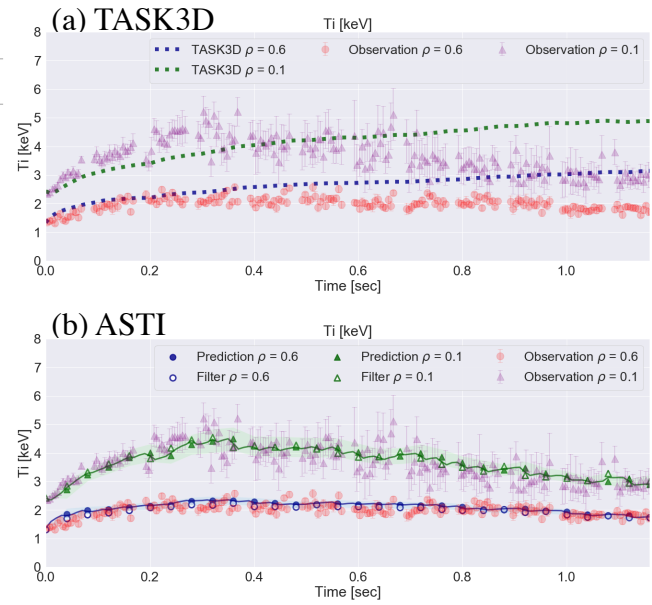 (a) TASK3D
Ti [keV]
TASK3D ρ = 0.6
Observation ρ = 0.6
Observation ρ = 0.1
TASK3D ρ = 0.1
Ti [keV]
8
7
6
5
4
3
2
1
0
0.0 0.2 0.4 0.6 0.8 1.0
Time [sec]
(b) ASTI
Ti [keV]
Prediction ρ = 0.6
Prediction ρ = 0.1
Observation ρ = 0.6
Filter ρ = 0.6
Filter ρ = 0.1
Observation ρ = 0.1
Ti [keV]
8
7
6
5
4
3
2
1
0
0.0 0.2 0.4 0.6 0.8 1.0
Time [sec]